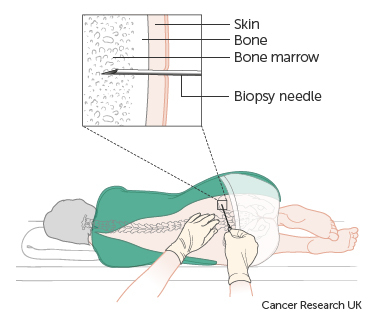 Skin
Bone
Bone marrow
Biopsy needle
Cancer Research UK